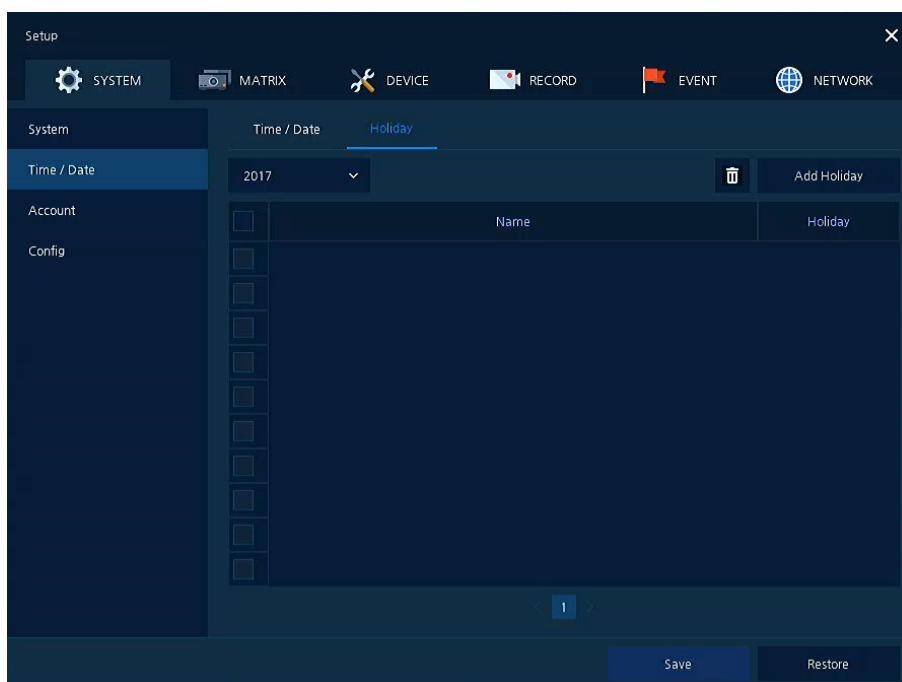 Setup
SYSTEM MATRIX DEVICE RECORD EVENT NETWORK
System
Time / Date
Account
Config
Time / Date Holiday
2017 Add Holiday
Name Holiday
1
Save Restore